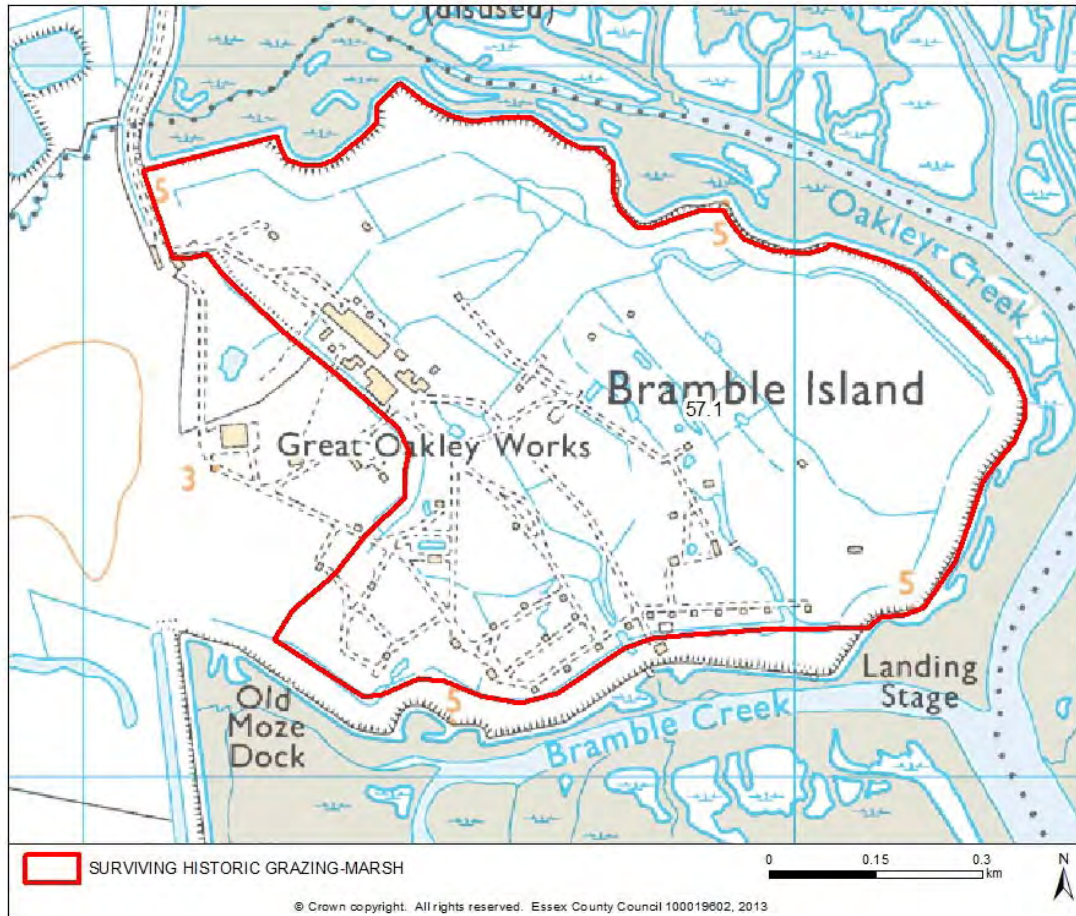 (disused)
5
Oakley Creek
5
Bramble Island
57.1
Great Oakley Works
3
5
Landing
Stage
Old
Moze
Dock
5
Bramble Creek
SURVIVING HISTORIC GRAZING-MARSH
0 0.15 0.3
km
N
© Crown copyright. All rights reserved. Essex County Council 100019602, 2013